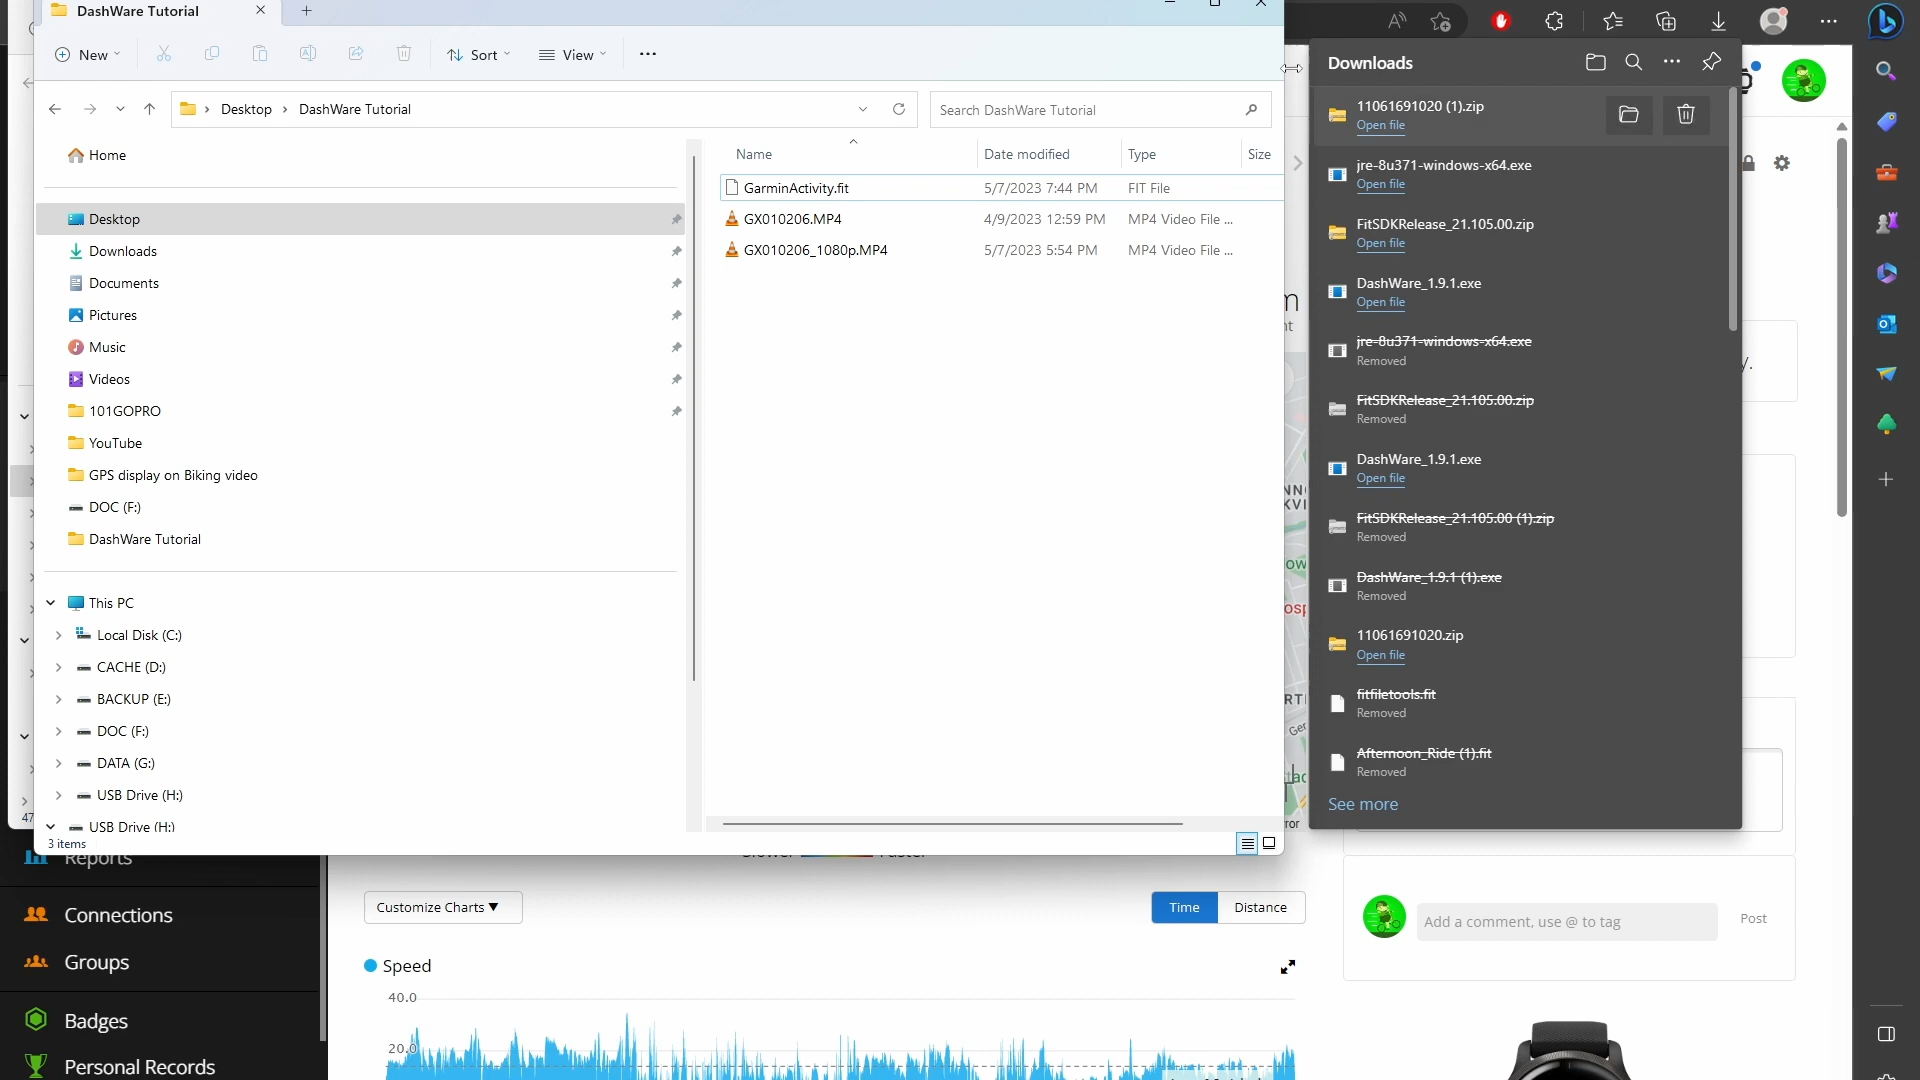 DashWare Tutorial
New
Sort
View
Desktop
DashWare Tutorial
Search DashWare Tutorial
Home
Desktop
Downloads
Documents
Pictures
Music
Videos
101GOPRO
YouTube
GPS display on Biking video
DOC (F:)
DashWare Tutorial
This PC
Local Disk (C:)
CACHE (D:)
BACKUP (E:)
DOC (F:)
DATA (G:)
USB Drive (H:)
USB Drive (H:)
3 items
Name Date modified Type Size
GarminActivity.fit 5/7/2023 7:44 PM FIT File
GX010206.MP4 4/9/2023 12:59 PM MP4 Video File ...
GX010206_1080p.MP4 5/7/2023 5:54 PM MP4 Video File ...
Downloads
11061691020 (1).zip
Open file
jre-8u371-windows-x64.exe
Open file
FitSDKRelease_21.105.00.zip
Open file
DashWare_1.9.1.exe
Open file
jre-8u371-windows-x64.exe
Removed
FitSDKRelease_21.105.00.zip
Removed
DashWare_1.9.1.exe
Open file
FitSDKRelease_21.105.00 (1).zip
Removed
DashWare_1.9.1 (1).exe
Removed
11061691020.zip
Open file
fitfiletools.fit
Removed
Afternoon_Ride (1).fit
Removed
See more
Reports
Connections
Groups
Badges
Personal Records
Slower Faster
Customize Charts ▼
Time
Distance
Speed
40.0
20.0
Add a comment, use @ to tag
Post